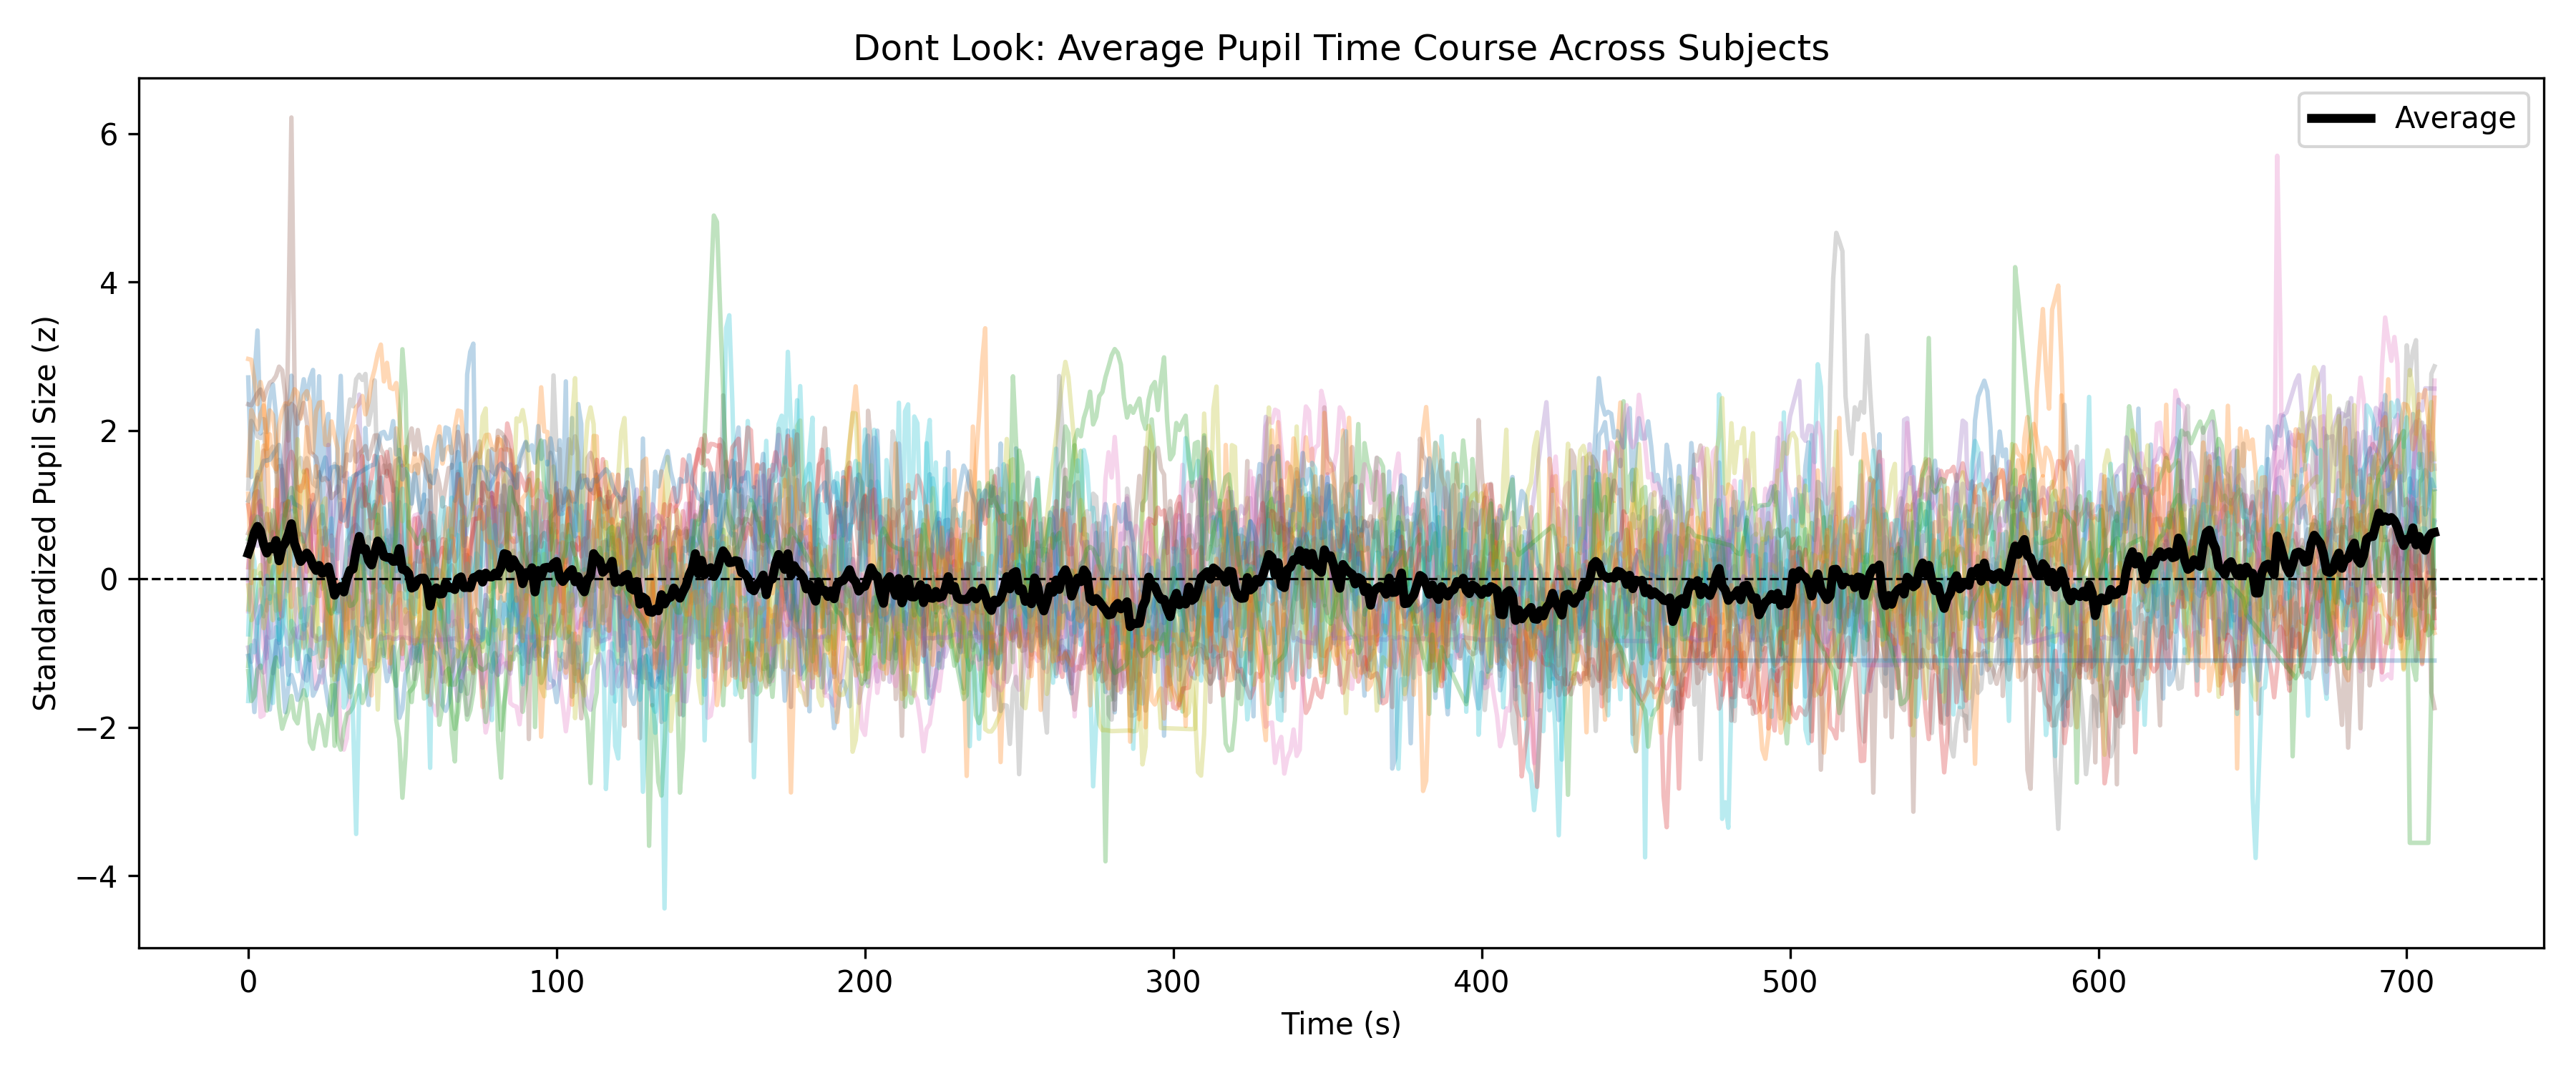 Dont Look: Average Pupil Time Course Across Subjects
Average
6
4
2
0
−2
−4
Standardized Pupil Size (z)
0 100 200 300 400 500 600 700
Time (s)